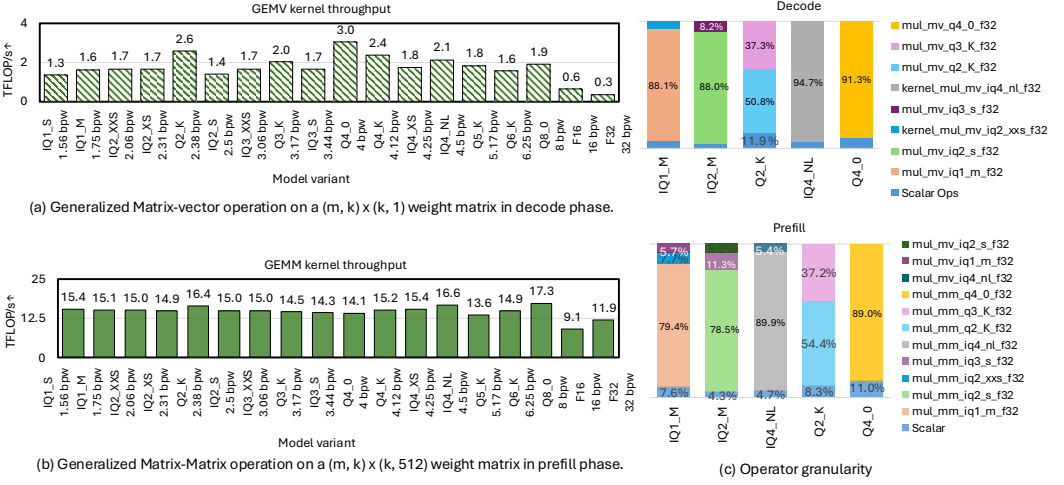 GEMV kernel throughput
TFLOP/s↑
4
2
0
1.3
1.6
1.7
1.7
2.6
1.4
1.7
2.0
1.7
3.0
2.4
1.8
2.1
1.8
1.6
1.9
0.6
0.3
IQ1_S
1.56 bpw
IQ1_M
1.75 bpw
IQ2_XXS
2.06 bpw
IQ2_XS
2.31 bpw
Q2_K
2.38 bpw
IQ2_S
2.5 bpw
IQ3_XXS
3.06 bpw
Q3_K
3.17 bpw
IQ3_S
3.44 bpw
Q4_0
4 bpw
Q4_K
4.12 bpw
IQ4_XS
4.25 bpw
IQ4_NL
4.5 bpw
Q5_K
5.17 bpw
Q6_K
6.25 bpw
Q8_0
8 bpw
F16
16 bpw
F32
32 bpw
Model variant
(a) Generalized Matrix-vector operation on a (m, k) x (k, 1) weight matrix in decode phase.
GEMM kernel throughput
TFLOP/s↑
25
12.5
0
15.4
15.1
15.0
14.9
16.4
15.0
15.0
14.5
14.3
14.1
15.2
15.4
16.6
13.6
14.9
17.3
9.1
11.9
IQ1_S
1.56 bpw
IQ1_M
1.75 bpw
IQ2_XXS
2.06 bpw
IQ2_XS
2.31 bpw
Q2_K
2.38 bpw
IQ2_S
2.5 bpw
IQ3_XXS
3.06 bpw
Q3_K
3.17 bpw
IQ3_S
3.44 bpw
Q4_0
4 bpw
Q4_K
4.12 bpw
IQ4_XS
4.25 bpw
IQ4_NL
4.5 bpw
Q5_K
5.17 bpw
Q6_K
6.25 bpw
Q8_0
8 bpw
F16
16 bpw
F32
32 bpw
Model variant
(b) Generalized Matrix-Matrix operation on a (m, k) x (k, 512) weight matrix in prefill phase.
Decode
88.1%
8.2%
88.0%
37.3%
50.8%
11.9%
94.7%
91.3%
IQ1_M
IQ2_M
Q2_K
IQ4_NL
Q4_0
mul_mv_q4_0_f32
mul_mv_q3_K_f32
mul_mv_q2_K_f32
kernel_mul_mv_iq4_nl_f32
mul_mv_iq3_s_f32
kernel_mul_mv_iq2_xxs_f32
mul_mv_iq2_s_f32
mul_mv_iq1_m_f32
Scalar Ops
Prefill
5.7%
7.7%
79.4%
7.6%
11.3%
78.5%
4.3%
5.4%
89.9%
4.7%
37.2%
54.4%
8.3%
89.0%
11.0%
IQ1_M
IQ2_M
IQ4_NL
Q2_K
Q4_0
mul_mv_iq2_s_f32
mul_mv_iq1_m_f32
mul_mv_iq4_nl_f32
mul_mm_q4_0_f32
mul_mm_q3_K_f32
mul_mm_q2_K_f32
mul_mm_iq4_nl_f32
mul_mm_iq3_s_f32
mul_mm_iq2_xxs_f32
mul_mm_iq2_s_f32
mul_mm_iq1_m_f32
Scalar
(c) Operator granularity